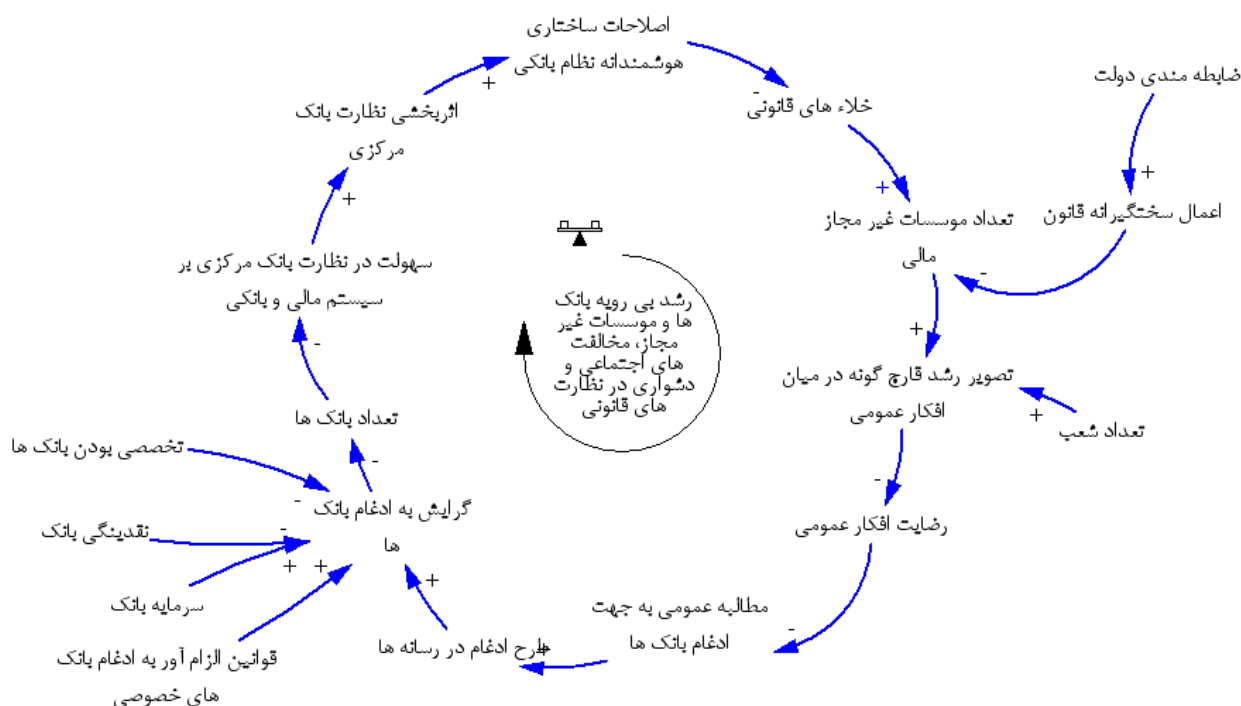 اصلاحات ساختاری
هوشمندانه نظام بانکی
+
-
خلاء های قانونی
ضابطه مندی دولت
اثربخشی نظارت بانک
مرکزی
+
+
+
تعداد موسسات غیر مجاز
مالی
اعمال سختگیرانه قانون
-
سهولت در نظارت بانک مرکزی بر
سیستم مالی و بانکی
-
رشد بی رویه بانک
ها و موسسات غیر
مجاز، مخالفت
های اجتماعی و
دشواری در نظارت
های قانونی
+
تصویر رشد قارچ گونه در میان
افکار عمومی
+
تعداد شعب
تعداد بانک ها
-
تخصصی بودن بانک ها
-
گرایش به ادغام بانک
ها
-
رضایت افکار عمومی
نقدینگی بانک
-
+
+
+
سرمایه بانک
مطالبه عمومی به جهت
ادغام بانک ها
-
طرح ادغام در رسانه ها
+
قوانین الزام آور به ادغام بانک
های خصوصی